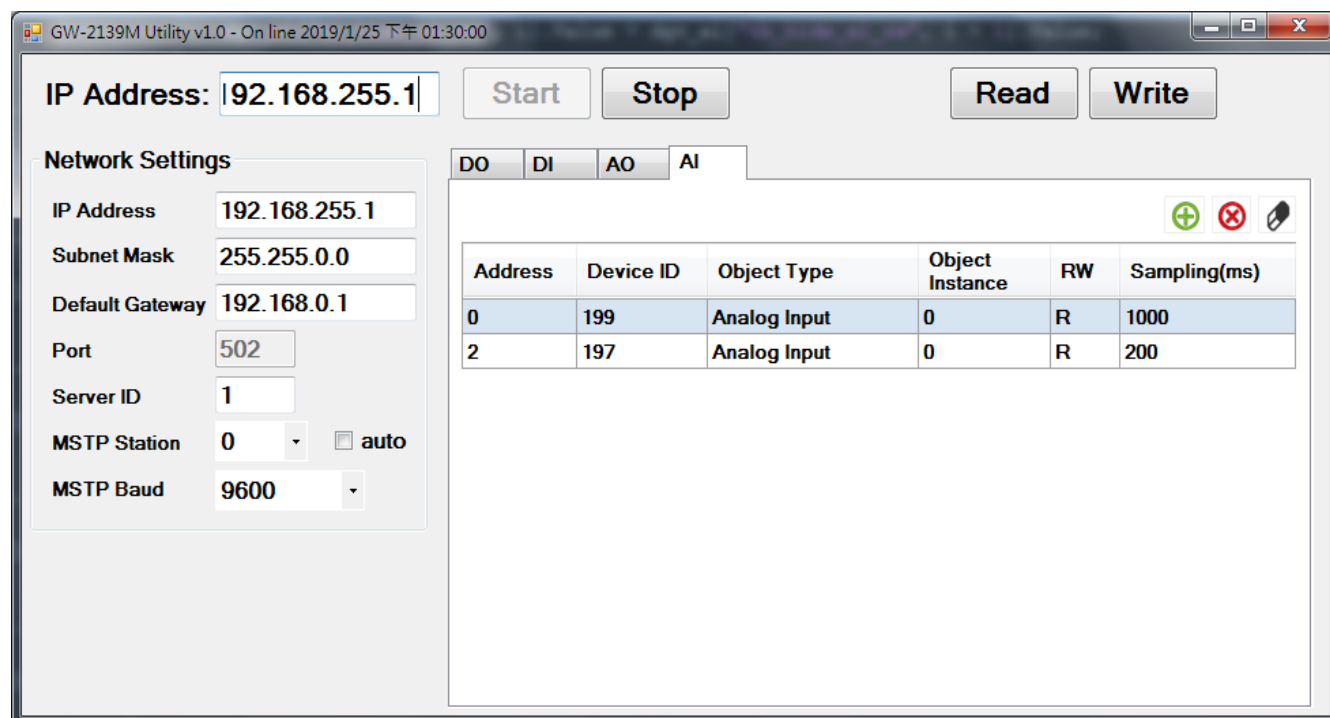 GW-2139M Utility v1.0 - On line 2019/1/25 下午 01:30:00
IP Address: 192.168.255.1 Start Stop Read Write
Network Settings
IP Address 192.168.255.1
Subnet Mask 255.255.0.0
Default Gateway 192.168.0.1
Port 502
Server ID 1
MSTP Station 0 auto
MSTP Baud 9600
DO DI AO AI
Address Device ID Object Type Object Instance RW Sampling(ms)
0 199 Analog Input 0 R 1000
2 197 Analog Input 0 R 200